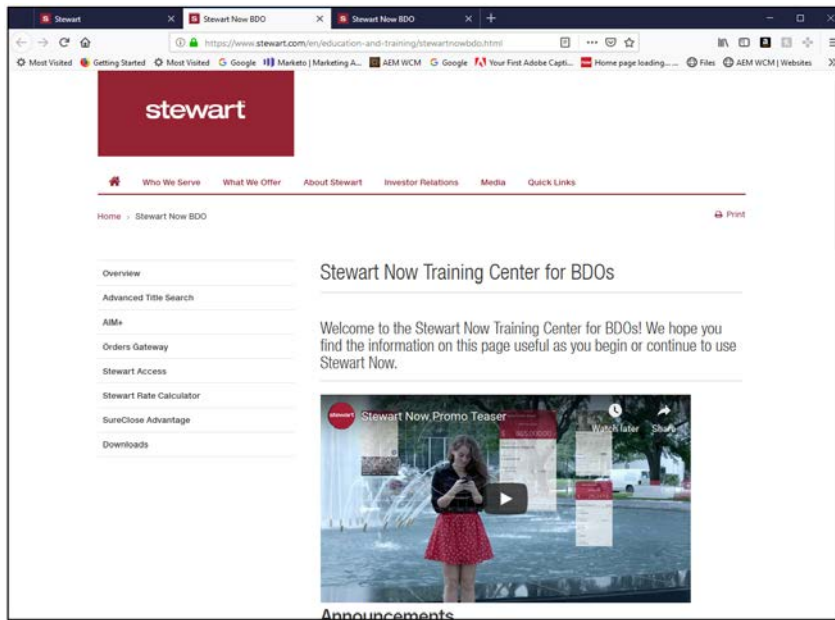 Stewart
Stewart Now BDO
Stewart Now BDO
https://www.stewart.com/en/education-and-training/stewartnowbdo.html
Most Visited Getting Started Most Visited Google Marketo | Marketing A... AEM WCM Google Your First Adobe Capti... Home page loading...... Files AEM WCM | Websites
stewart
Who We Serve What We Offer About Stewart Investor Relations Media Quick Links
Home › Stewart Now BDO
Print
Overview
Advanced Title Search
AIM+
Orders Gateway
Stewart Access
Stewart Rate Calculator
SureClose Advantage
Downloads
Stewart Now Training Center for BDOs
Welcome to the Stewart Now Training Center for BDOs! We hope you
find the information on this page useful as you begin or continue to use
Stewart Now.
stewart
Stewart Now Promo Teaser
Watch later Share
Announcements